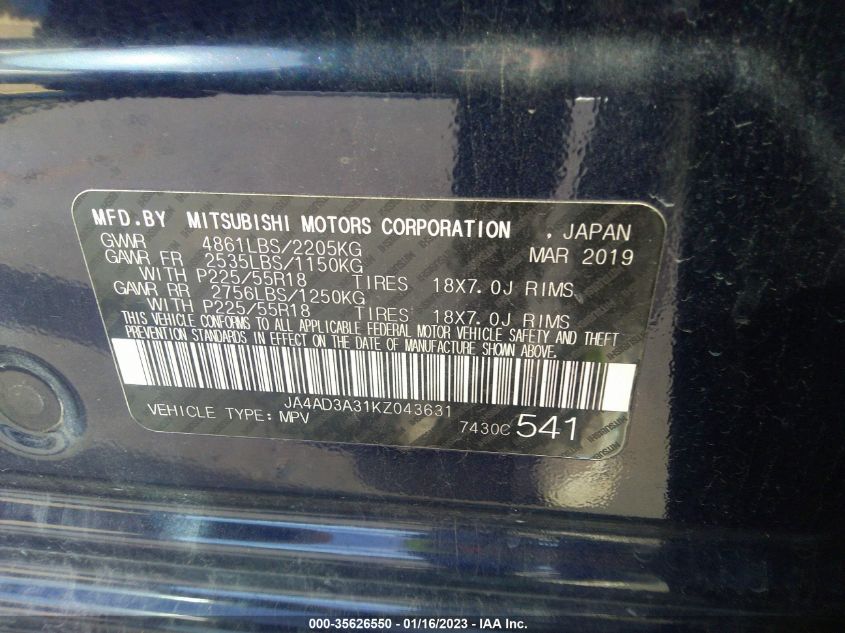 MFD.BY MITSUBISHI MOTORS CORPORATION , JAPAN
GVWR 4861LBS/2205KG MAR 2019
GAWR FR 2535LBS/1150KG
WITH P225/55R18 TIRES 18X7.0J RIMS
GAWR RR 2756LBS/1250KG
WITH P225/55R18 TIRES 18X7.0J RIMS
THIS VEHICLE CONFORMS TO ALL APPLICABLE FEDERAL MOTOR VEHICLE SAFETY AND THEFT
PREVENTION STANDARDS IN EFFECT ON THE DATE OF MANUFACTURE SHOWN ABOVE.
JA4AD3A31KZ043631
VEHICLE TYPE: MPV 7430C 541
000-35626550 - 01/16/2023 - IAA Inc.